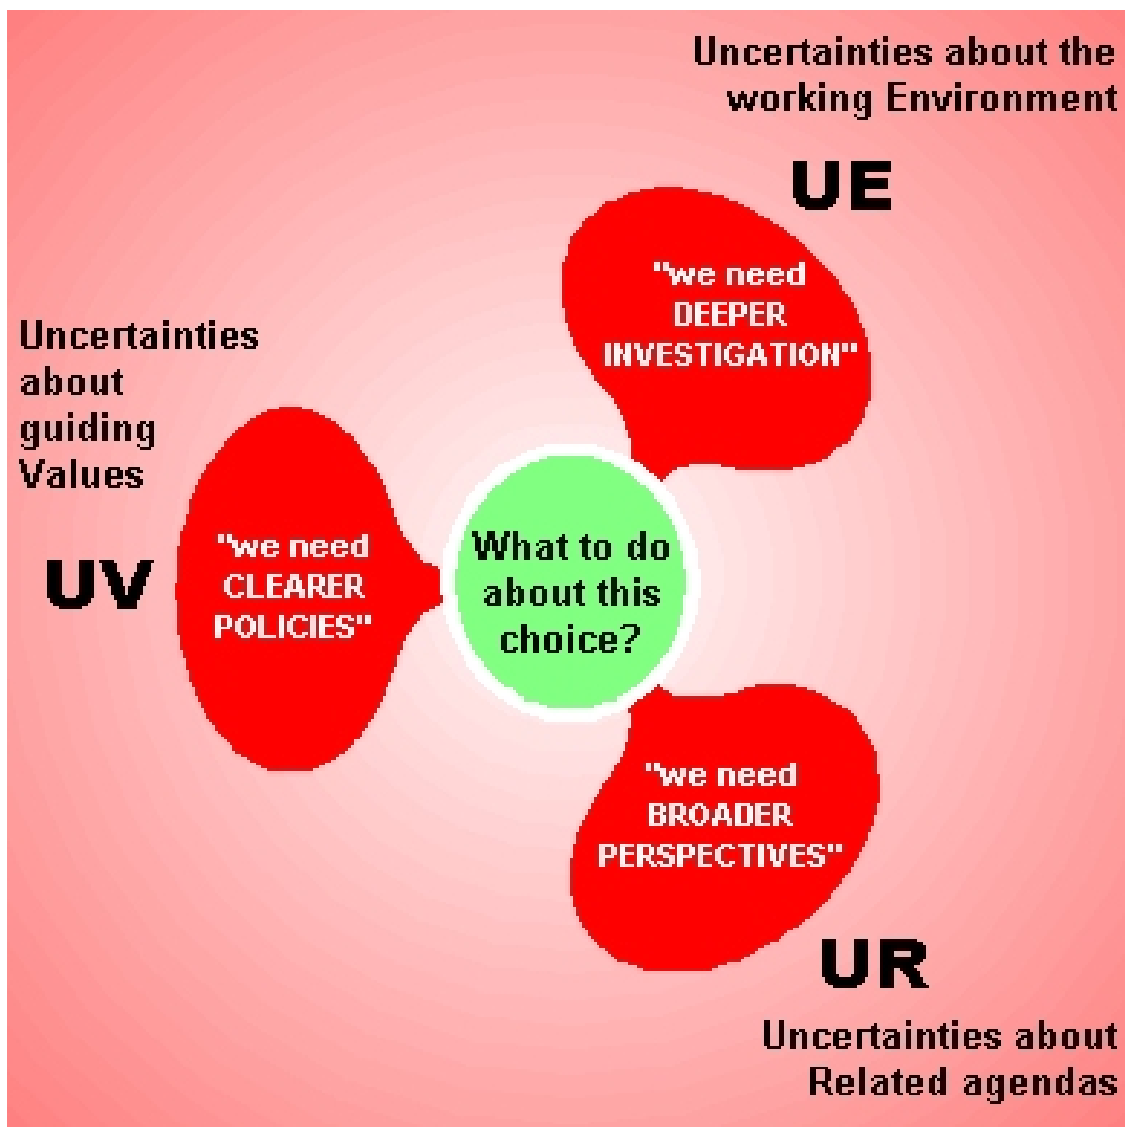 Uncertainties about the
working Environment
UE
"we need
DEEPER
INVESTIGATION"
Uncertainties
about
guiding
Values
UV
"we need
CLEARER
POLICIES"
What to do
about this
choice?
"we need
BROADER
PERSPECTIVES"
UR
Uncertainties about
Related agendas